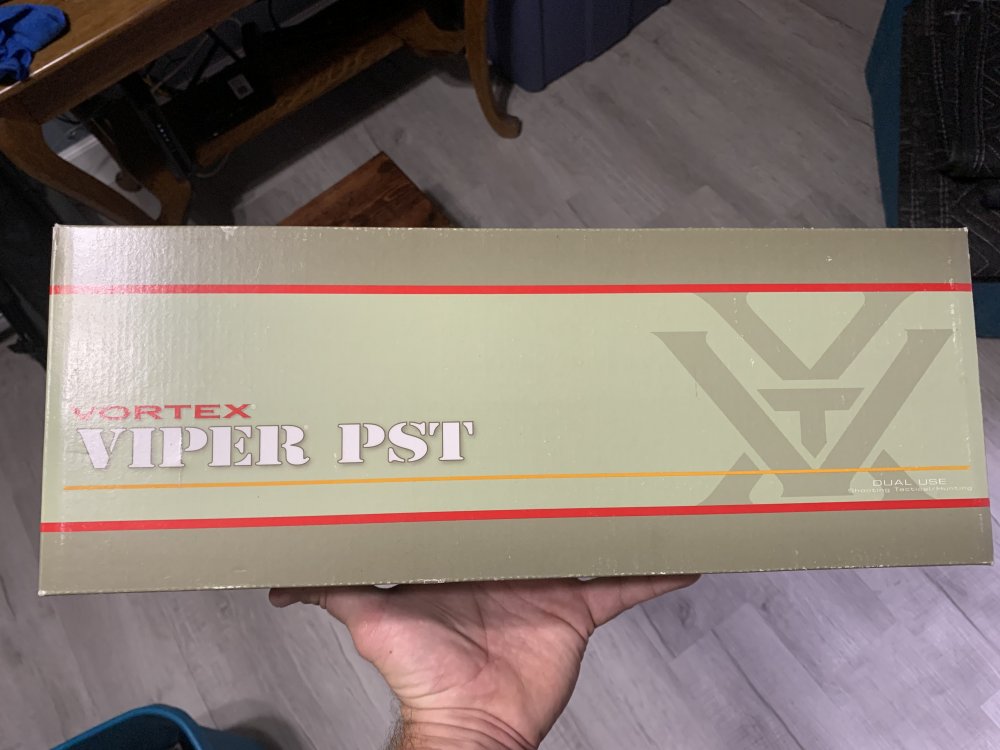 VORTEX
VIPER PST
DUAL USE
Shooting Tactical/Hunting